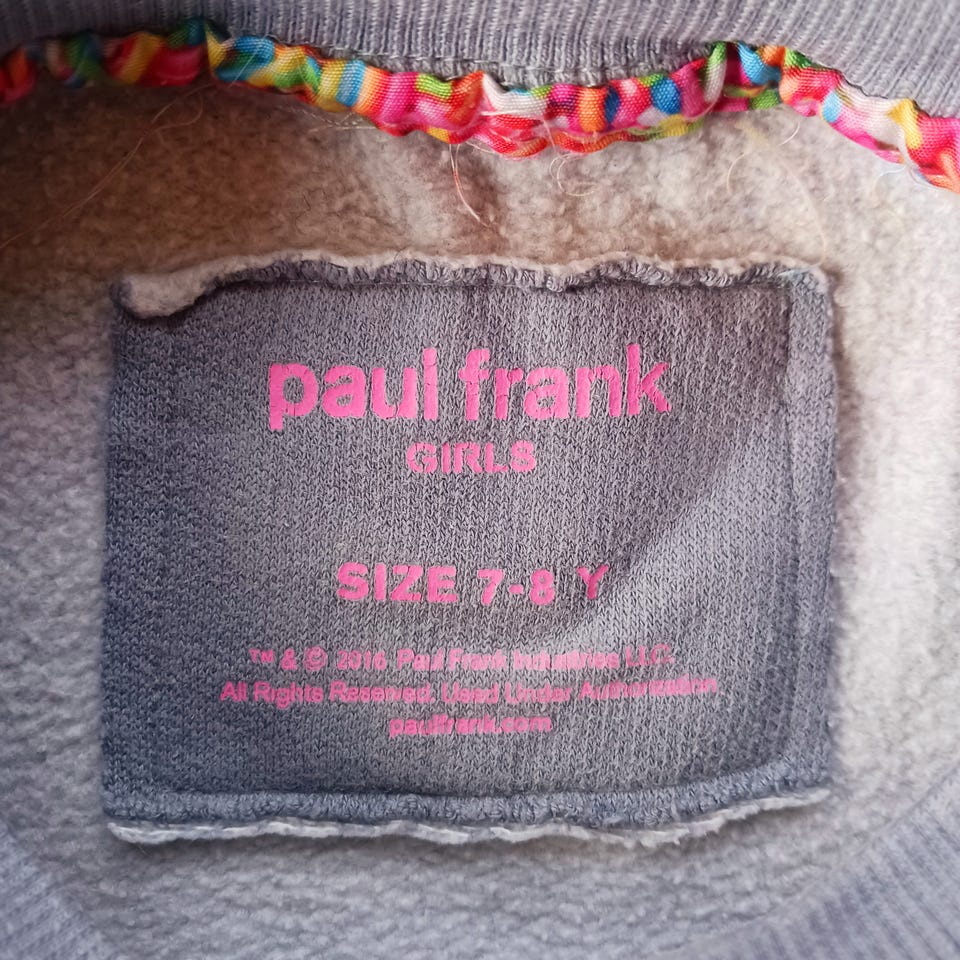 paul frank
GIRLS
SIZE 7-8 Y
™ & © 2016 Paul Frank Industries LLC.
All Rights Reserved. Used Under Authorization
paulfrank.com